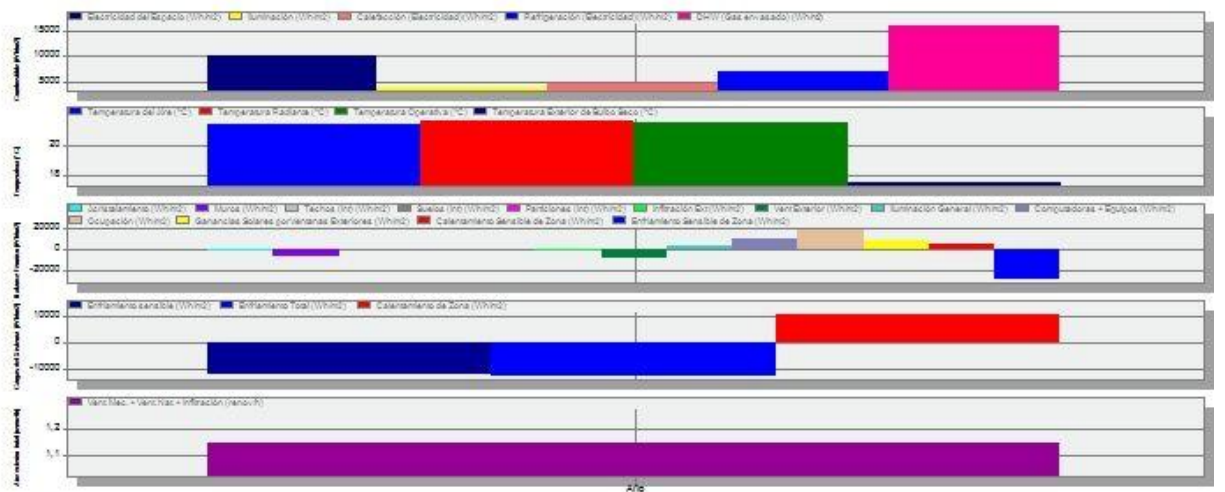 Electricidad del Espacio (Wh/m2) Iluminación (Wh/m2) Calefacción (Electricidad) (Wh/m2) Refrigeración (Electricidad) (Wh/m2) DHW (Gas envasado) (Wh/m2)
15000
10000
5000
Temperatura del Aire (°C) Temperatura Radiante (°C) Temperatura Operativa (°C) Temperatura Exterior de Bulbo Seco (°C)
20
15
Acristalamiento (Wh/m2) Muros (Wh/m2) Techos (int) (Wh/m2) Suelos (int) (Wh/m2) Particiones (int) (Wh/m2) Infiltración Ext (Wh/m2) Vent Exterior (Wh/m2) Iluminación General (Wh/m2) Computadoras + Equipos (Wh/m2)
Ocupación (Wh/m2) Ganancias Solares por Ventanas Exteriores (Wh/m2) Calentamiento Sensible de Zona (Wh/m2) Enfriamiento Sensible de Zona (Wh/m2)
20000
0
-20000
Enfriamiento sensible (Wh/m2) Enfriamiento Total (Wh/m2) Calentamiento de Zona (Wh/m2)
10000
0
-10000
Vent Mec. + Vent Nat + Infiltración (renov/h)
1,2
1,1
Año